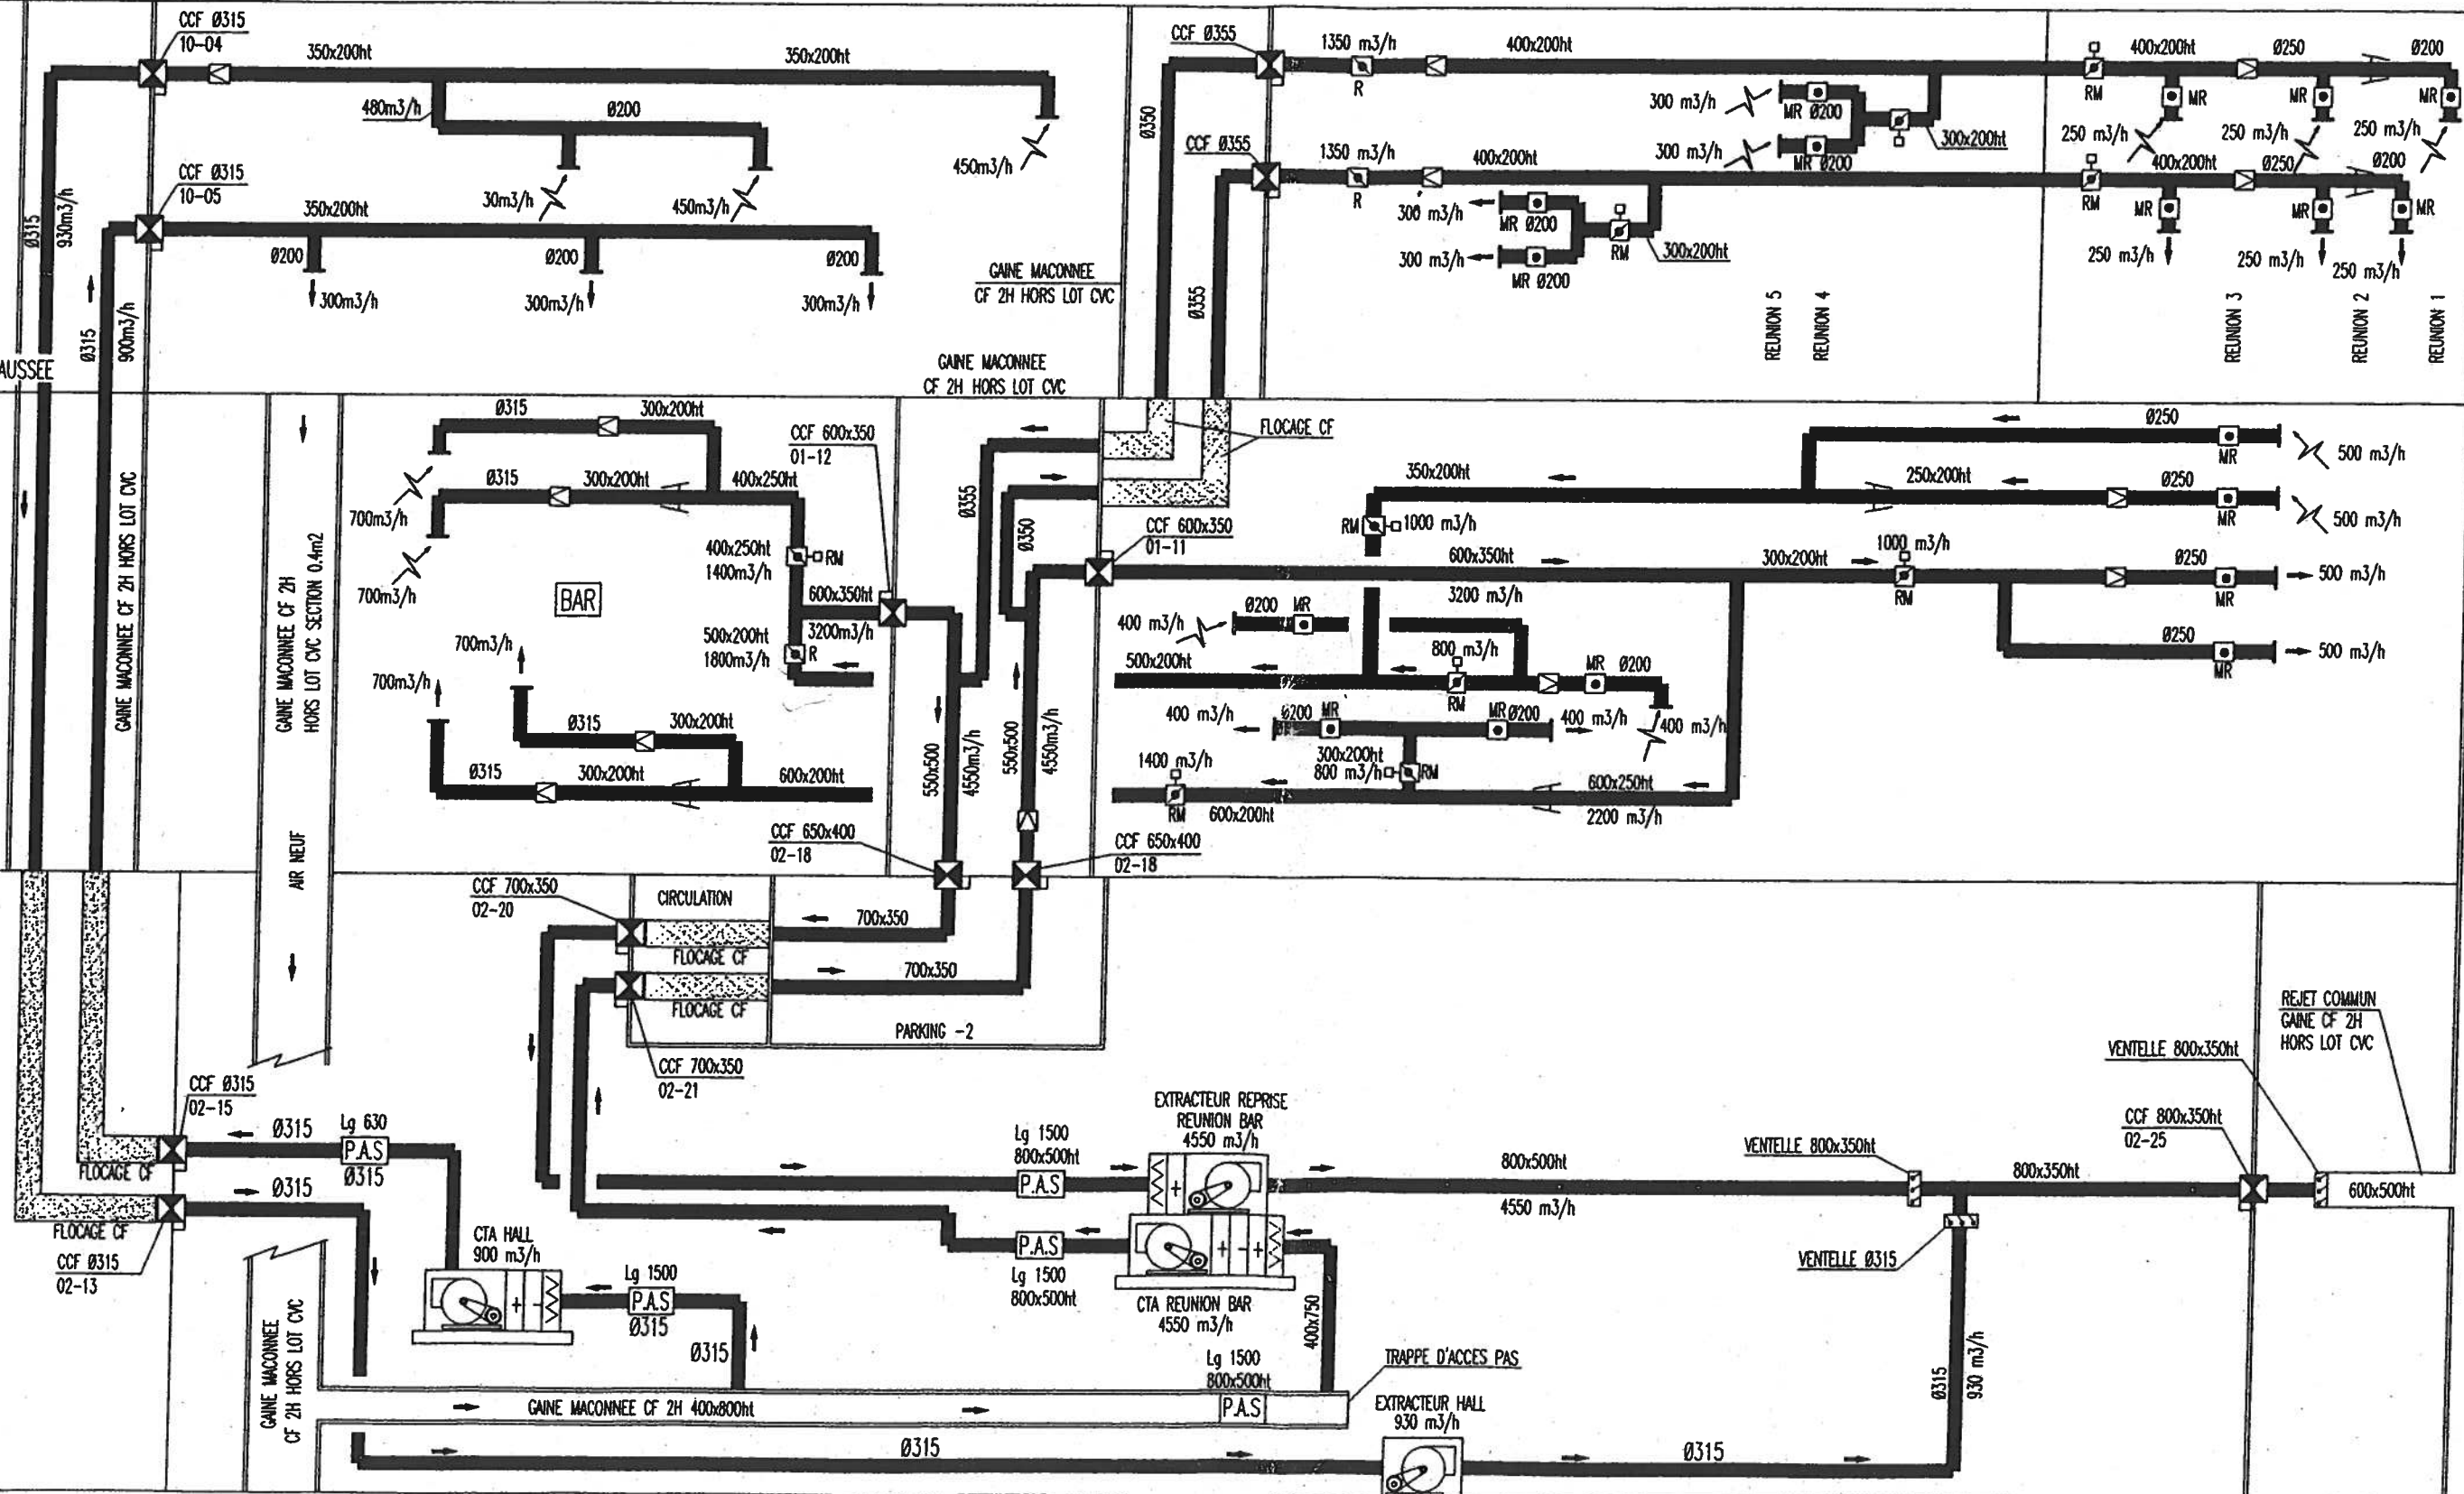 CCF Ø315
10-04
350x200ht
350x200ht
480m3/h
Ø200
30m3/h
450m3/h
450m3/h
CCF Ø315
10-05
350x200ht
Ø200
Ø200
Ø200
300m3/h
300m3/h
300m3/h
Ø315
930m3/h
Ø315
900m3/h
AUSSEE
GAINE MACONNEE
CF 2H HORS LOT CVC
GAINE MACONNEE
CF 2H HORS LOT CVC
CCF Ø355
1350 m3/h
R
400x200ht
Ø350
300 m3/h
MR Ø200
300 m3/h
MR Ø200
300x200ht
RM
400x200ht
Ø250
Ø200
MR
MR
MR
250 m3/h
250 m3/h
250 m3/h
CCF Ø355
1350 m3/h
R
400x200ht
Ø355
300 m3/h
MR Ø200
300 m3/h
MR Ø200
RM
300x200ht
RM
400x200ht
Ø250
Ø200
MR
MR
MR
250 m3/h
250 m3/h
250 m3/h
REUNION 5
REUNION 4
REUNION 3
REUNION 2
REUNION 1
GAINE MACONNEE CF 2H HORS LOT CVC
GAINE MACONNEE CF 2H
HORS LOT CVC SECTION 0.4m2
AIR NEUF
Ø315
300x200ht
Ø315
300x200ht
400x250ht
700m3/h
700m3/h
CCF 600x350
01-12
400x250ht
1400m3/h
RM
BAR
600x350ht
3200m3/h
500x200ht
1800m3/h
R
700m3/h
700m3/h
Ø315
300x200ht
Ø315
300x200ht
600x200ht
Ø355
Ø350
550x500
4550m3/h
550x500
4550m3/h
FLOCAGE CF
CCF 600x350
01-11
Ø250
MR
500 m3/h
350x200ht
250x200ht
Ø250
MR
500 m3/h
RM
1000 m3/h
600x350ht
3200 m3/h
300x200ht
1000 m3/h
RM
Ø250
MR
500 m3/h
Ø250
MR
500 m3/h
400 m3/h
Ø200
MR
500x200ht
800 m3/h
RM
MR Ø200
400 m3/h
400 m3/h
Ø200
MR
MR Ø200
400 m3/h
300x200ht
800 m3/h
RM
1400 m3/h
RM
600x200ht
600x250ht
2200 m3/h
CCF 650x400
02-18
CCF 650x400
02-18
CCF 700x350
02-20
CIRCULATION
700x350
FLOCAGE CF
700x350
FLOCAGE CF
PARKING -2
CCF 700x350
02-21
CCF Ø315
02-15
Ø315
Lg 630
P.A.S
Ø315
FLOCAGE CF
Ø315
FLOCAGE CF
CCF Ø315
02-13
CTA HALL
900 m3/h
+
-
Lg 1500
P.A.S
Ø315
Ø315
GAINE MACONNEE
CF 2H HORS LOT CVC
GAINE MACONNEE CF 2H 400x800ht
Lg 1500
800x500ht
P.A.S
EXTRACTEUR REPRISE
REUNION BAR
4550 m3/h
+
P.A.S
Lg 1500
800x500ht
+
-
+
CTA REUNION BAR
4550 m3/h
400x750
Lg 1500
800x500ht
P.A.S
TRAPPE D'ACCES PAS
EXTRACTEUR HALL
930 m3/h
Ø315
Ø315
800x500ht
4550 m3/h
VENTELLE 800x350ht
800x350ht
VENTELLE Ø315
Ø315
930 m3/h
CCF 800x350ht
02-25
VENTELLE 800x350ht
REJET COMMUN
GAINE CF 2H
HORS LOT CVC
600x500ht